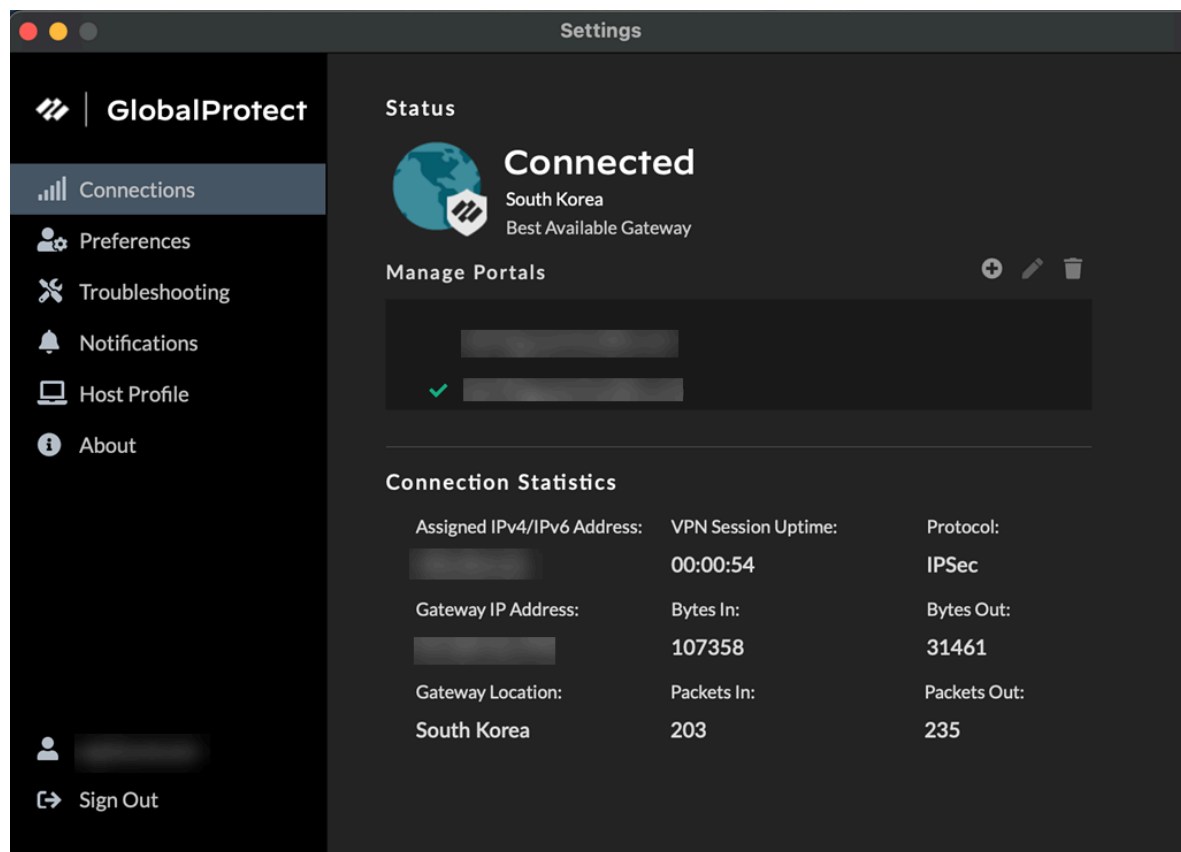 Settings
GlobalProtect
Connections
Preferences
Troubleshooting
Notifications
Host Profile
About
Sign Out
Status
Connected
South Korea
Best Available Gateway
Manage Portals
Connection Statistics
Assigned IPv4/IPv6 Address: VPN Session Uptime: Protocol:
00:00:54 IPSec
Gateway IP Address: Bytes In: Bytes Out:
107358 31461
Gateway Location: Packets In: Packets Out:
South Korea 203 235